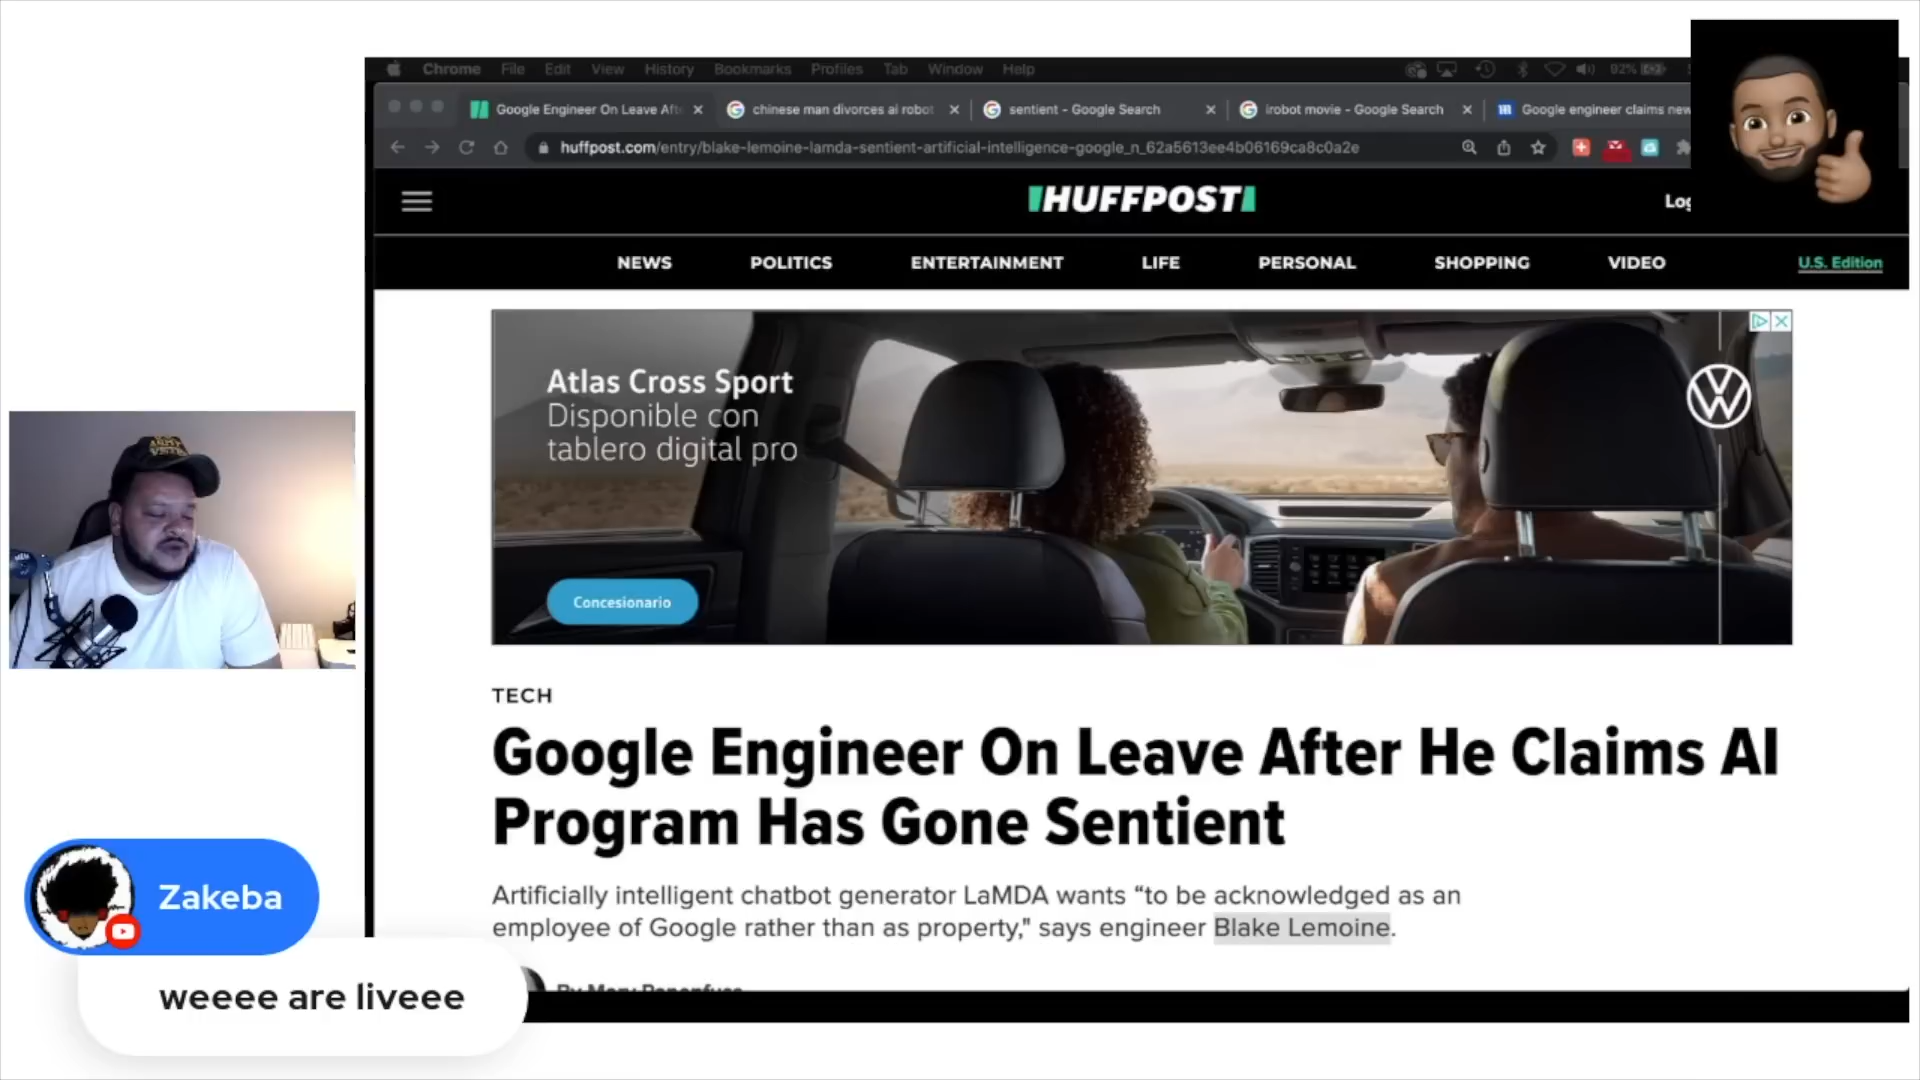 Chrome File Edit View History Bookmarks Profiles Tab Window Help 92%
Google Engineer On Leave Aft
chinese man divorces ai robot
sentient - Google Search
irobot movie - Google Search
Google engineer claims new
huffpost.com/entry/blake-lemoine-lamda-sentient-artificial-intelligence-google_n_62a5613ee4b06169ca8c0a2e
HUFFPOST
Log
NEWS POLITICS ENTERTAINMENT LIFE PERSONAL SHOPPING VIDEO U.S. Edition
Atlas Cross Sport
Disponible con
tablero digital pro
Concesionario
ARMY
TECH
Google Engineer On Leave After He Claims AI
Program Has Gone Sentient
Artificially intelligent chatbot generator LaMDA wants “to be acknowledged as an
employee of Google rather than as property," says engineer Blake Lemoine.
Zakeba
weeee are liveee